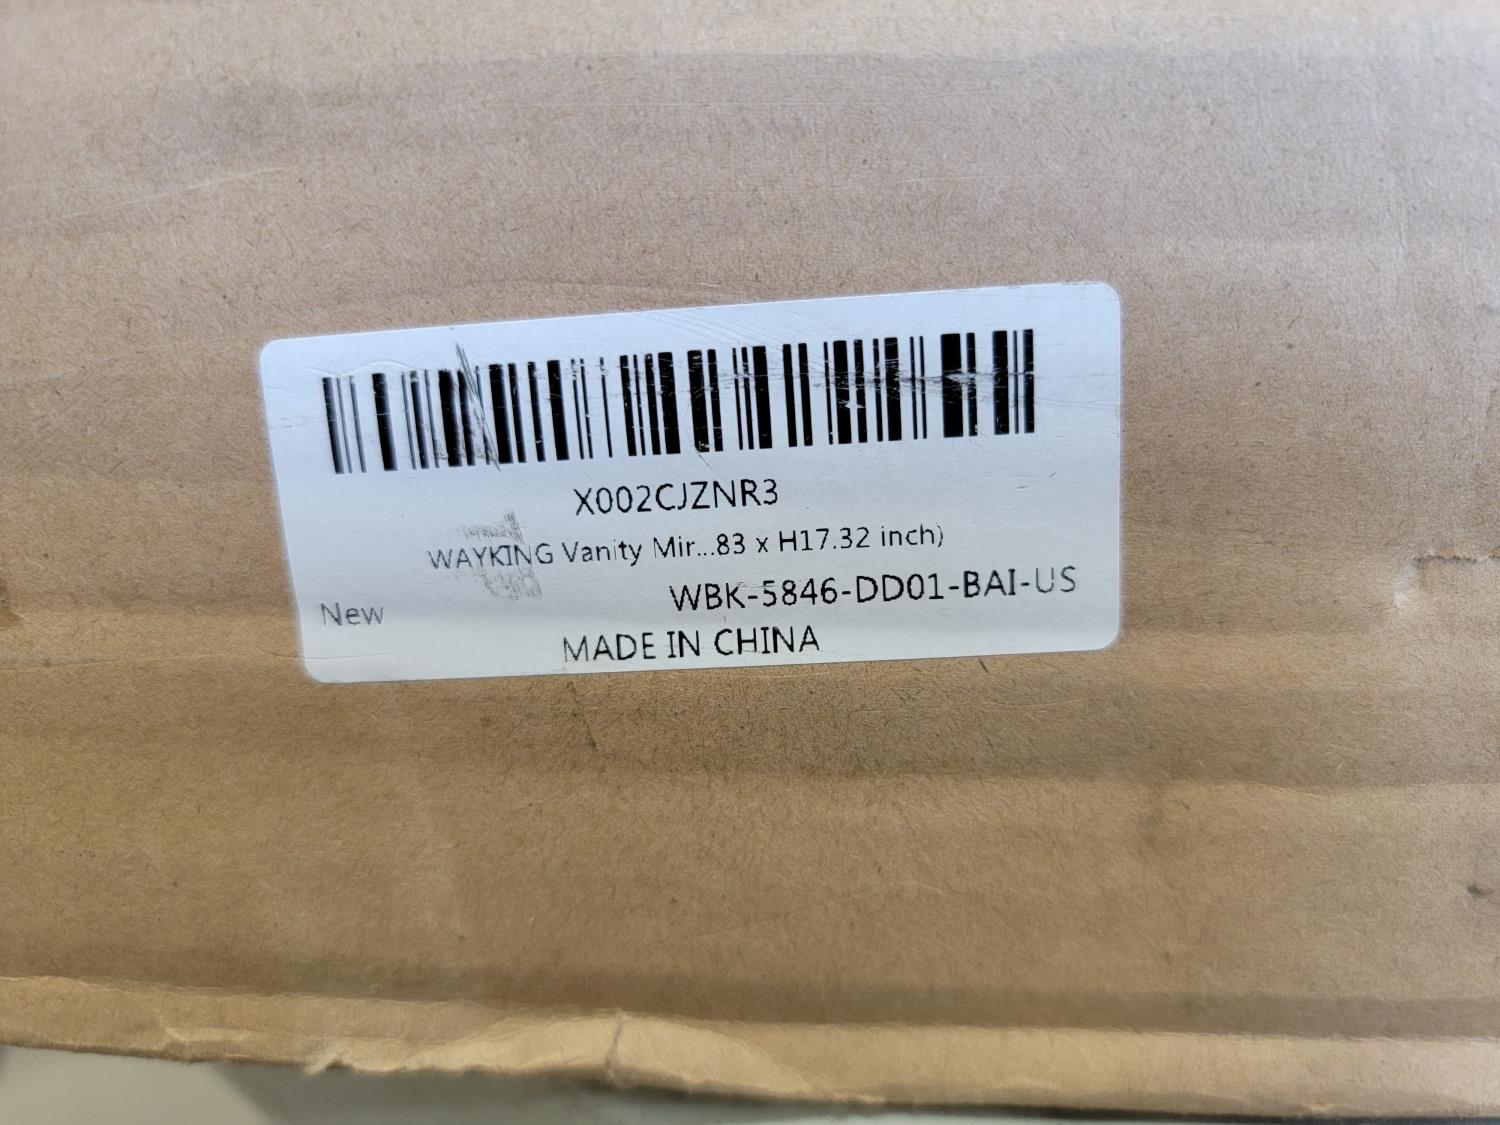 X002CJZNR3
WAYKING Vanity Mir...83 x H17.32 inch)
WBK-5846-DD01-BAI-US
New
MADE IN CHINA